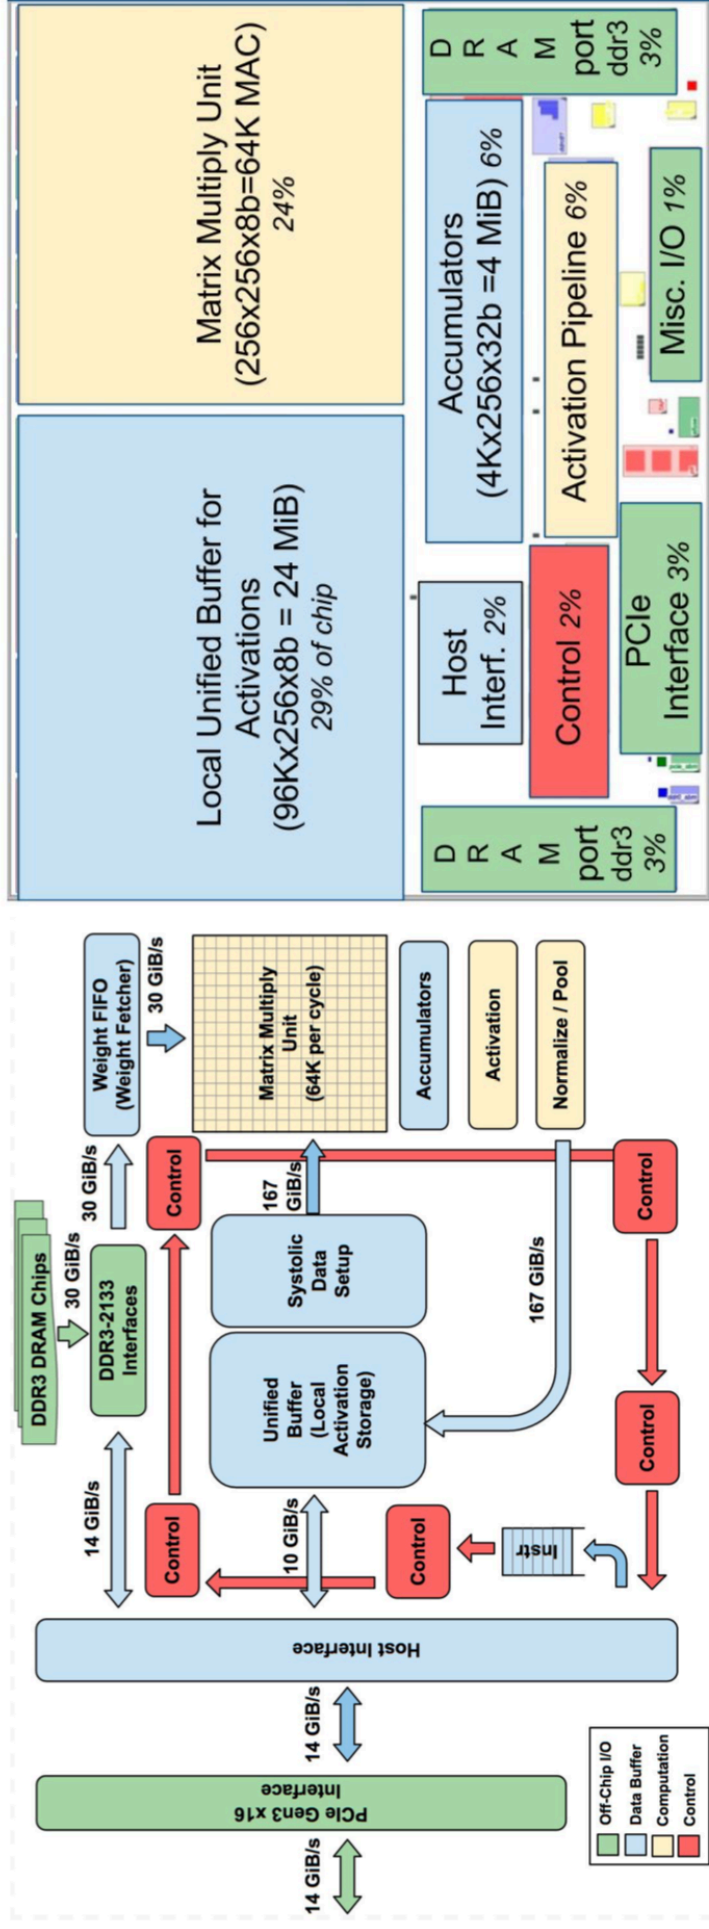 DDR3 DRAM Chips
30 GiB/s
14 GiB/s
DDR3-2133
Interfaces
30 GiB/s
Weight FIFO
(Weight Fetcher)
30 GiB/s
Control
Control
14 GiB/s
PCIe Gen3 x16
Interface
14 GiB/s
Host Interface
10 GiB/s
Unified
Buffer
(Local
Activation
Storage)
Systolic
Data
Setup
167
GiB/s
Matrix Multiply
Unit
(64K per cycle)
Control
Accumulators
Activation
Instr
167 GiB/s
Normalize / Pool
Control
Control
Off-Chip I/O
Data Buffer
Computation
Control
Local Unified Buffer for
Activations
(96Kx256x8b = 24 MiB)
29% of chip
Matrix Multiply Unit
(256x256x8b=64K MAC)
24%
D
R
A
M
port
ddr3
3%
Host
Interf. 2%
Control 2%
PCIe
Interface 3%
Accumulators
(4Kx256x32b =4 MiB) 6%
Activation Pipeline 6%
Misc. I/O 1%
D
R
A
M
port
ddr3
3%